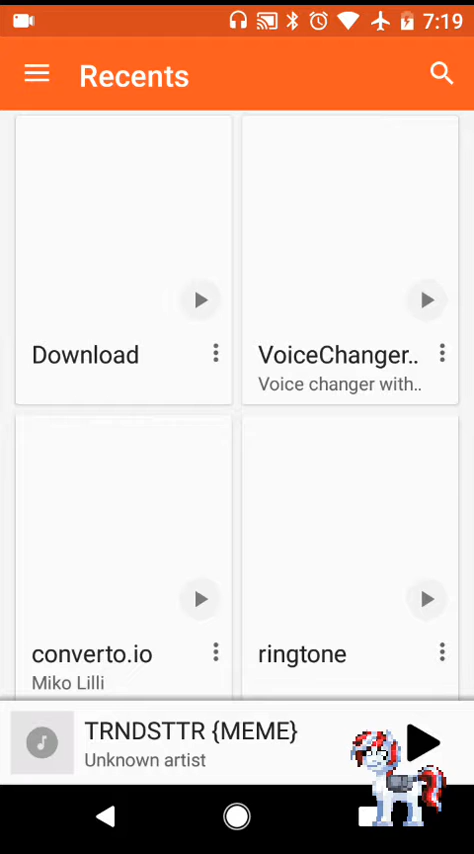 7:19
Recents
Download
VoiceChanger..
Voice changer with..
converto.io
Miko Lilli
ringtone
TRNDSTTR {MEME}
Unknown artist